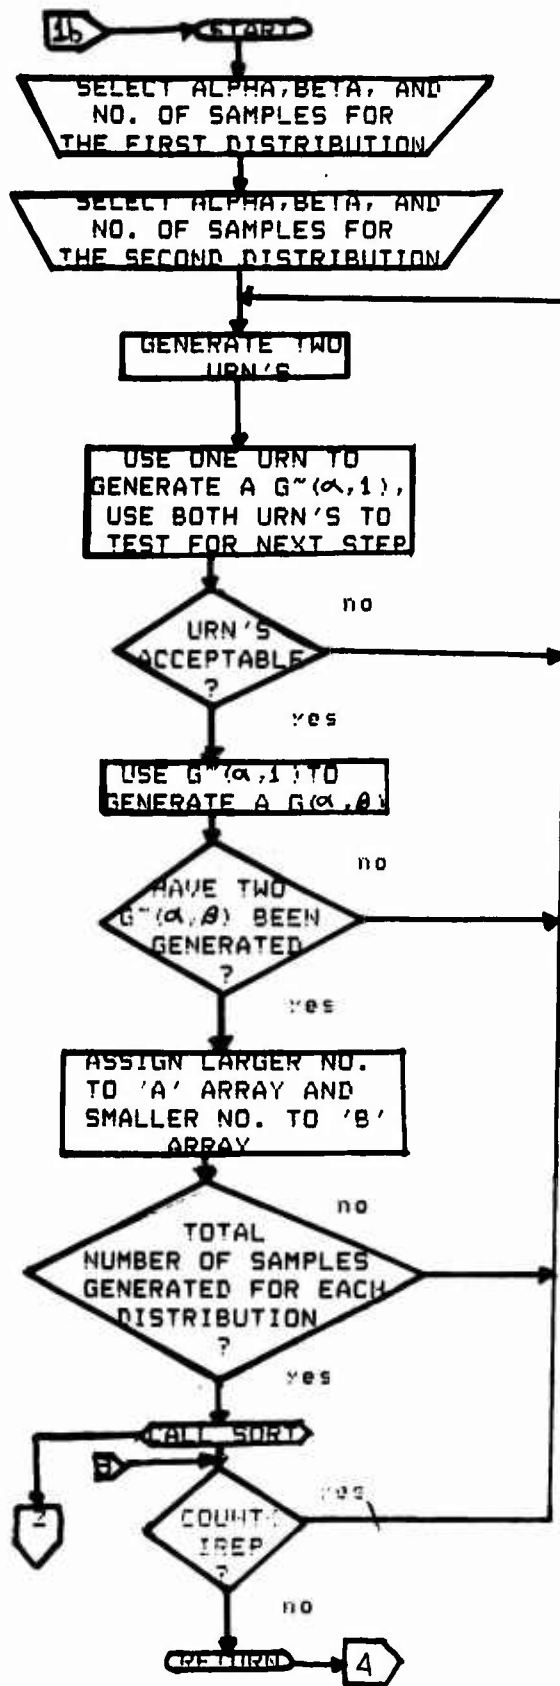 1b
START
SELECT ALPHA,BETA, AND
NO. OF SAMPLES FOR
THE FIRST DISTRIBUTION
SELECT ALPHA,BETA, AND
NO. OF SAMPLES FOR
THE SECOND DISTRIBUTION
GENERATE TWO
URN'S
USE ONE URN TO
GENERATE A G~(α,1),
USE BOTH URN'S TO
TEST FOR NEXT STEP
no
URN'S
ACCEPTABLE
?
yes
USE G~(α,1)TO
GENERATE A G(α,β)
no
HAVE TWO
G~(α,β) BEEN
GENERATED
?
yes
ASSIGN LARGER NO.
TO 'A' ARRAY AND
SMALLER NO. TO 'B'
ARRAY
no
TOTAL
NUMBER OF SAMPLES
GENERATED FOR EACH
DISTRIBUTION
?
yes
CALL SORT
2
yes
COUNT<
IREP
?
no
RETURN
4